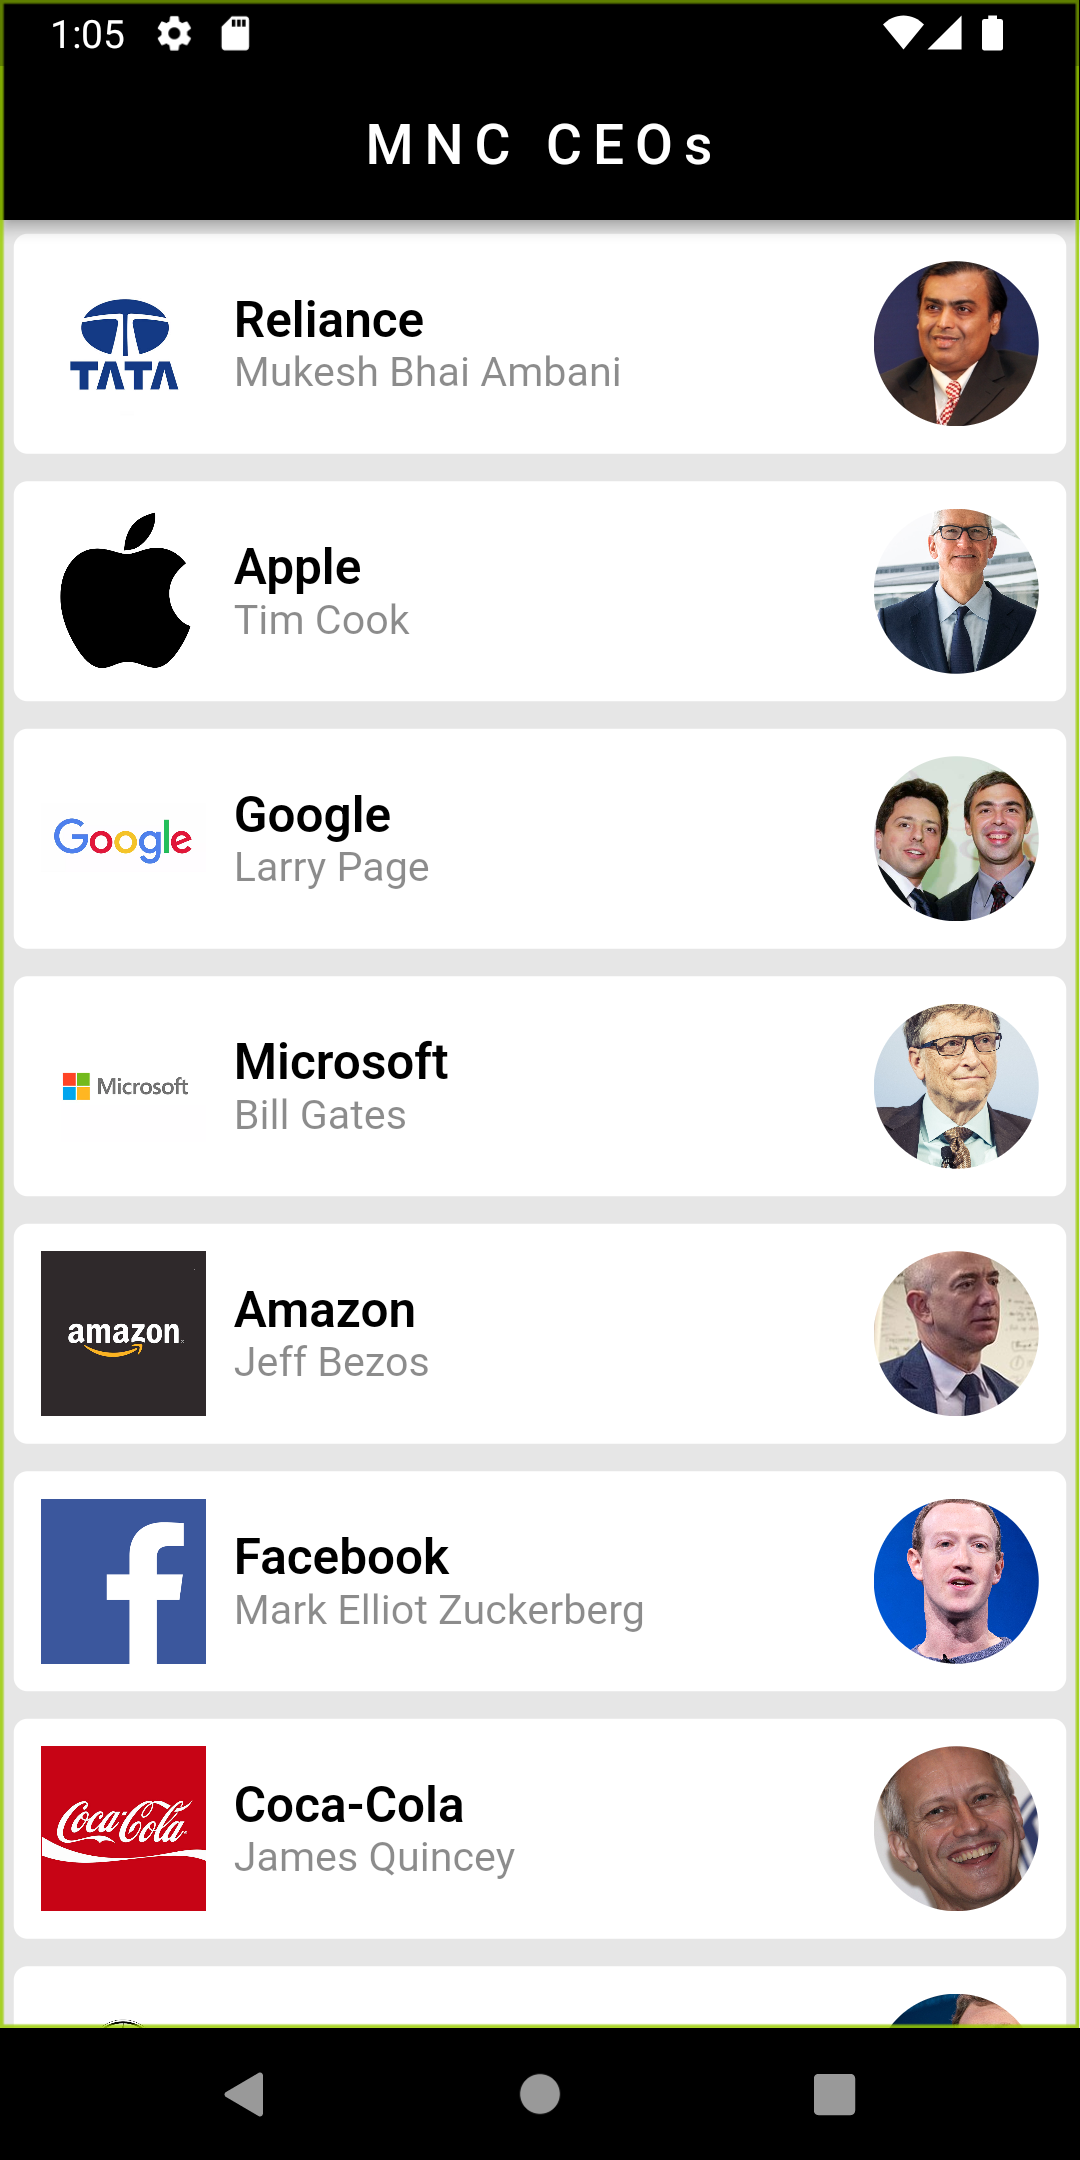 1:05
MNC CEOs
TATA
Reliance
Mukesh Bhai Ambani
Apple
Tim Cook
Google
Google
Larry Page
Microsoft
Microsoft
Bill Gates
amazon
Amazon
Jeff Bezos
f
Facebook
Mark Elliot Zuckerberg
Coca-Cola
Coca-Cola
James Quincey